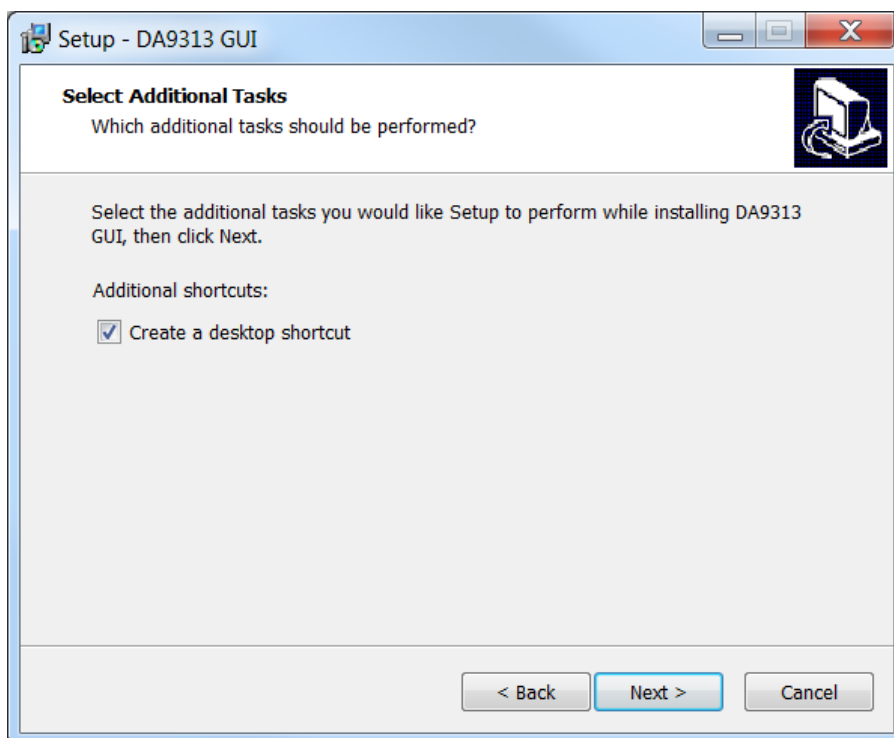 Setup - DA9313 GUI
Select Additional Tasks
Which additional tasks should be performed?
Select the additional tasks you would like Setup to perform while installing DA9313
GUI, then click Next.
Additional shortcuts:
Create a desktop shortcut
< Back
Next >
Cancel